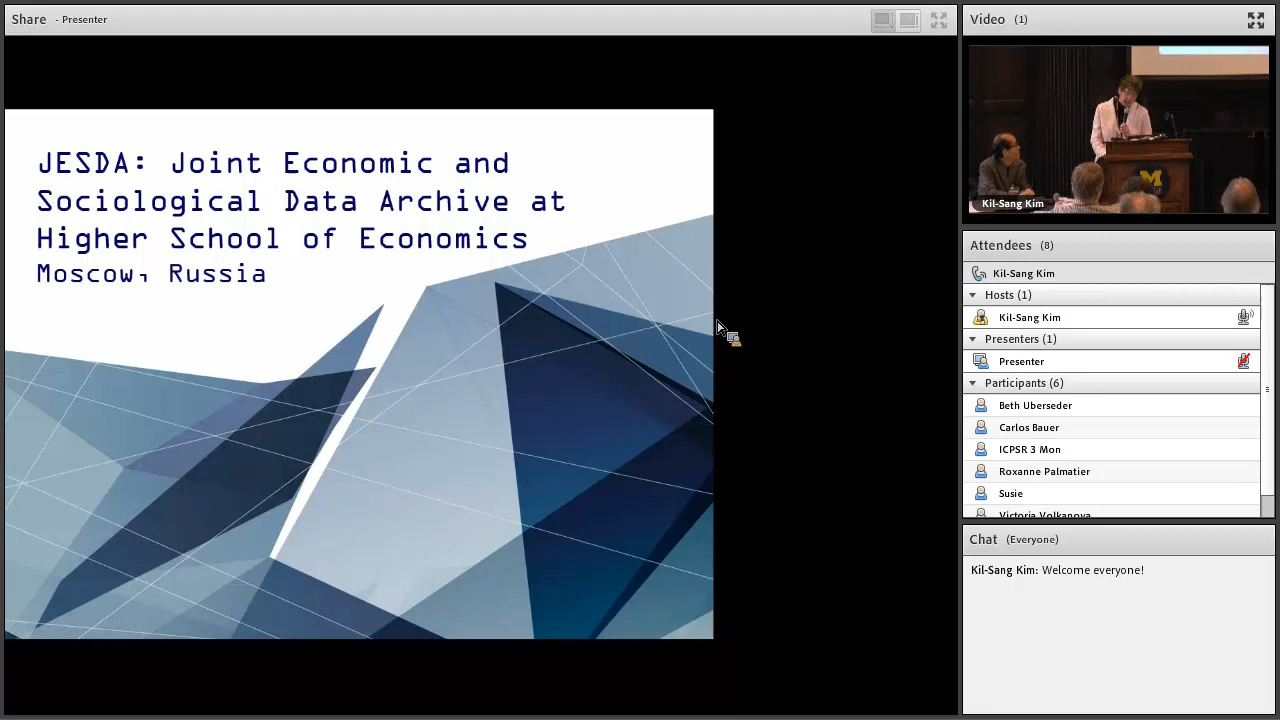 Share - Presenter
JESDA: Joint Economic and
Sociological Data Archive at
Higher School of Economics
Moscow, Russia
Video (1)
M
Kil-Sang Kim
Attendees (8)
Kil-Sang Kim
Hosts (1)
Kil-Sang Kim
Presenters (1)
Presenter
Participants (6)
Beth Uberseder
Carlos Bauer
ICPSR 3 Mon
Roxanne Palmatier
Susie
Victoria Volkanova
Chat (Everyone)
Kil-Sang Kim: Welcome everyone!